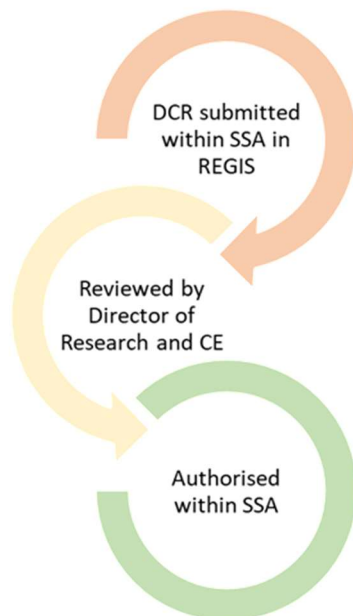 DCR submitted
within SSA in
REGIS
Reviewed by
Director of
Research and CE
Authorised
within SSA